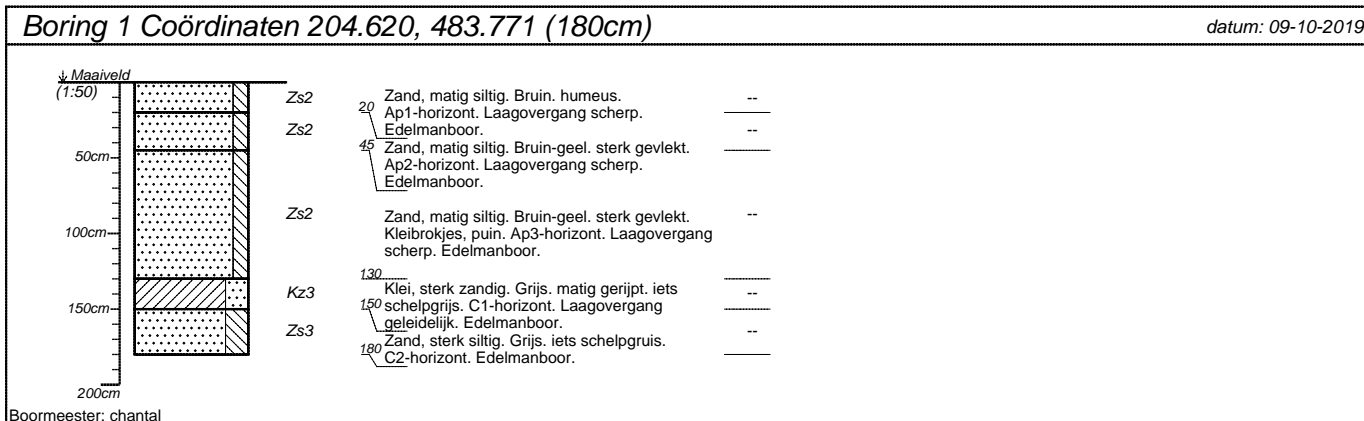 Boring 1 Coördinaten 204.620, 483.771 (180cm)
datum: 09-10-2019
Maaiveld
(1:50)
50cm
100cm
150cm
200cm
Zs2
20
Zand, matig siltig. Bruin. humeus.
Ap1-horizont. Laagovergang scherp.
Edelmanboor.
--
Zs2
45
Zand, matig siltig. Bruin-geel. sterk gevlekt.
Ap2-horizont. Laagovergang scherp.
Edelmanboor.
--
Zs2
Zand, matig siltig. Bruin-geel. sterk gevlekt.
Kleibrokjes, puin. Ap3-horizont. Laagovergang
scherp. Edelmanboor.
--
130
Kz3
Klei, sterk zandig. Grijs. matig gerijpt. iets
schelpgrijs. C1-horizont. Laagovergang
geleidelijk. Edelmanboor.
--
150
Zs3
Zand, sterk siltig. Grijs. iets schelpgruis.
C2-horizont. Edelmanboor.
--
180
Boormeester: chantal